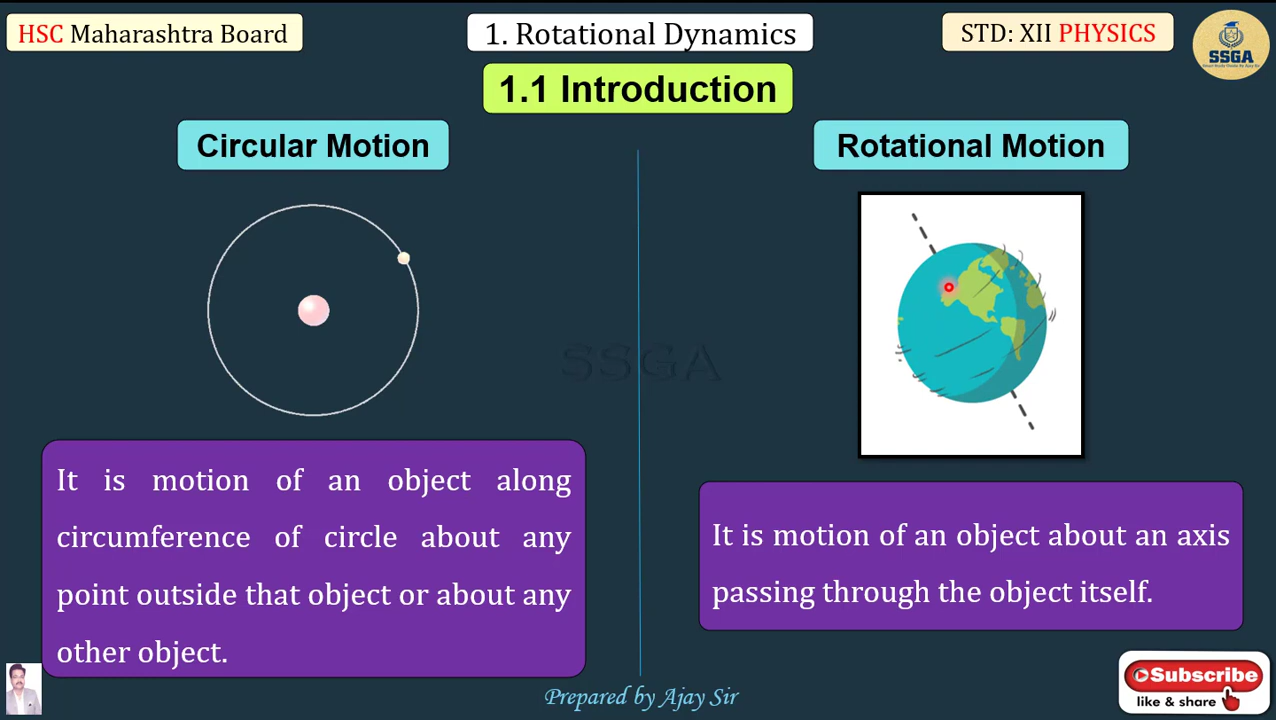 HSC Maharashtra Board
1. Rotational Dynamics
STD: XII PHYSICS
SSGA
1.1 Introduction
Circular Motion
Rotational Motion
SSGA
It is motion of an object along
circumference of circle about any
point outside that object or about any
other object.
It is motion of an object about an axis
passing through the object itself.
Prepared by Ajay Sir
Subscribe
like & share